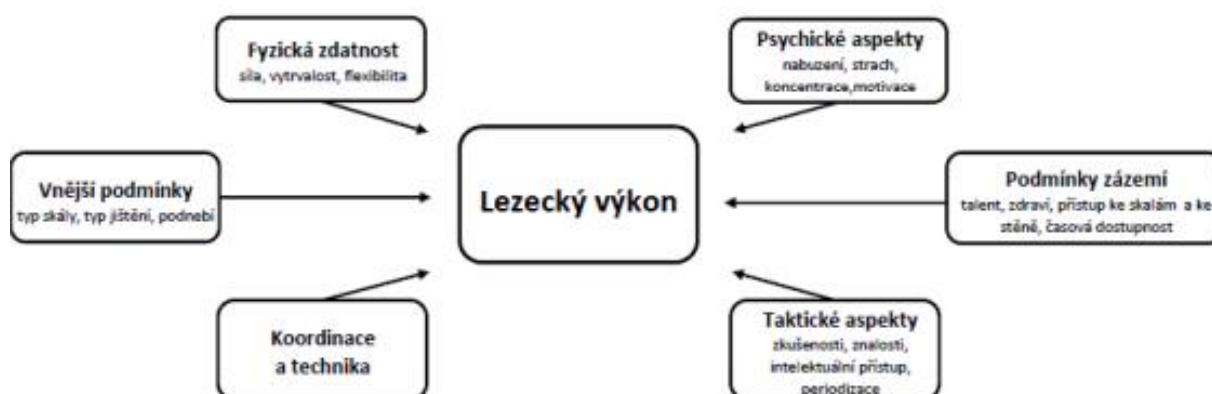 Fyzická zdatnost
síla, vytrvalost, flexibilita
Psychické aspekty
nabuzení, strach,
koncentrace,motivace
Vnější podmínky
typ skály, typ jištění, podnebí
Lezecký výkon
Podmínky zázemí
talent, zdraví, přístup ke skalám a ke
stěně, časová dostupnost
Koordinace
a technika
Taktické aspekty
zkušenosti, znalosti,
intelektuální přístup,
periodizace